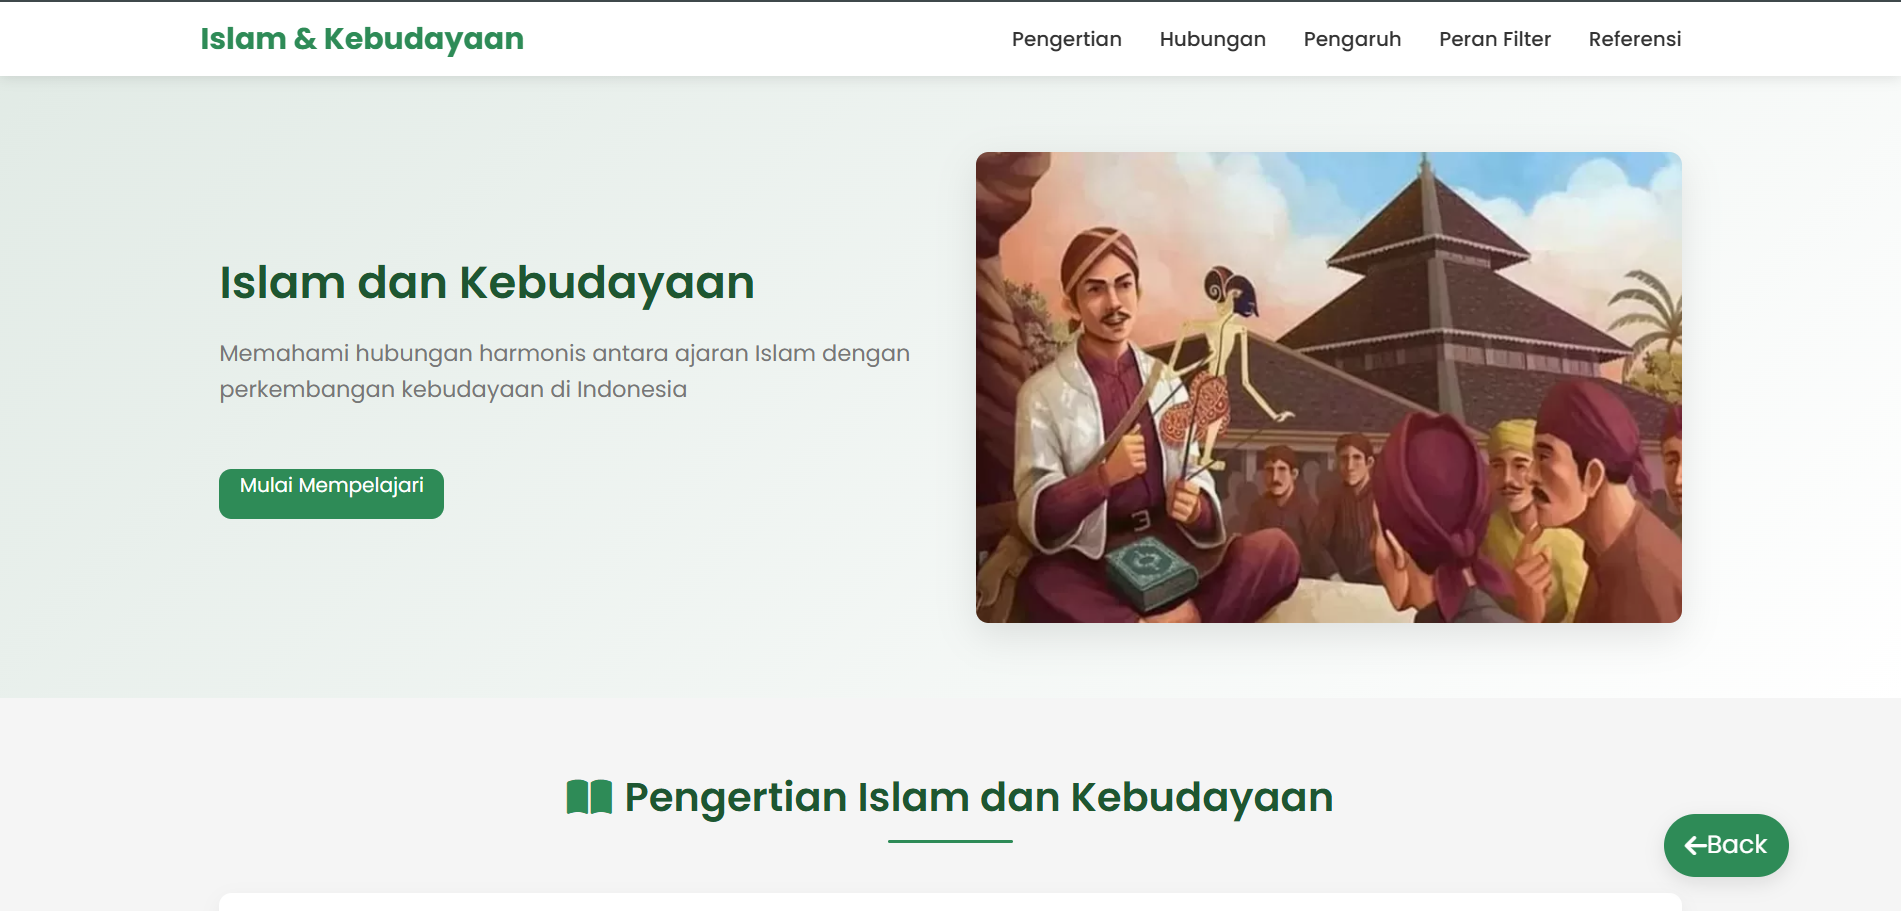 Islam & Kebudayaan
Pengertian
Hubungan
Pengaruh
Peran Filter
Referensi
Islam dan Kebudayaan
Memahami hubungan harmonis antara ajaran Islam dengan
perkembangan kebudayaan di Indonesia
Mulai Mempelajari
Pengertian Islam dan Kebudayaan
Back